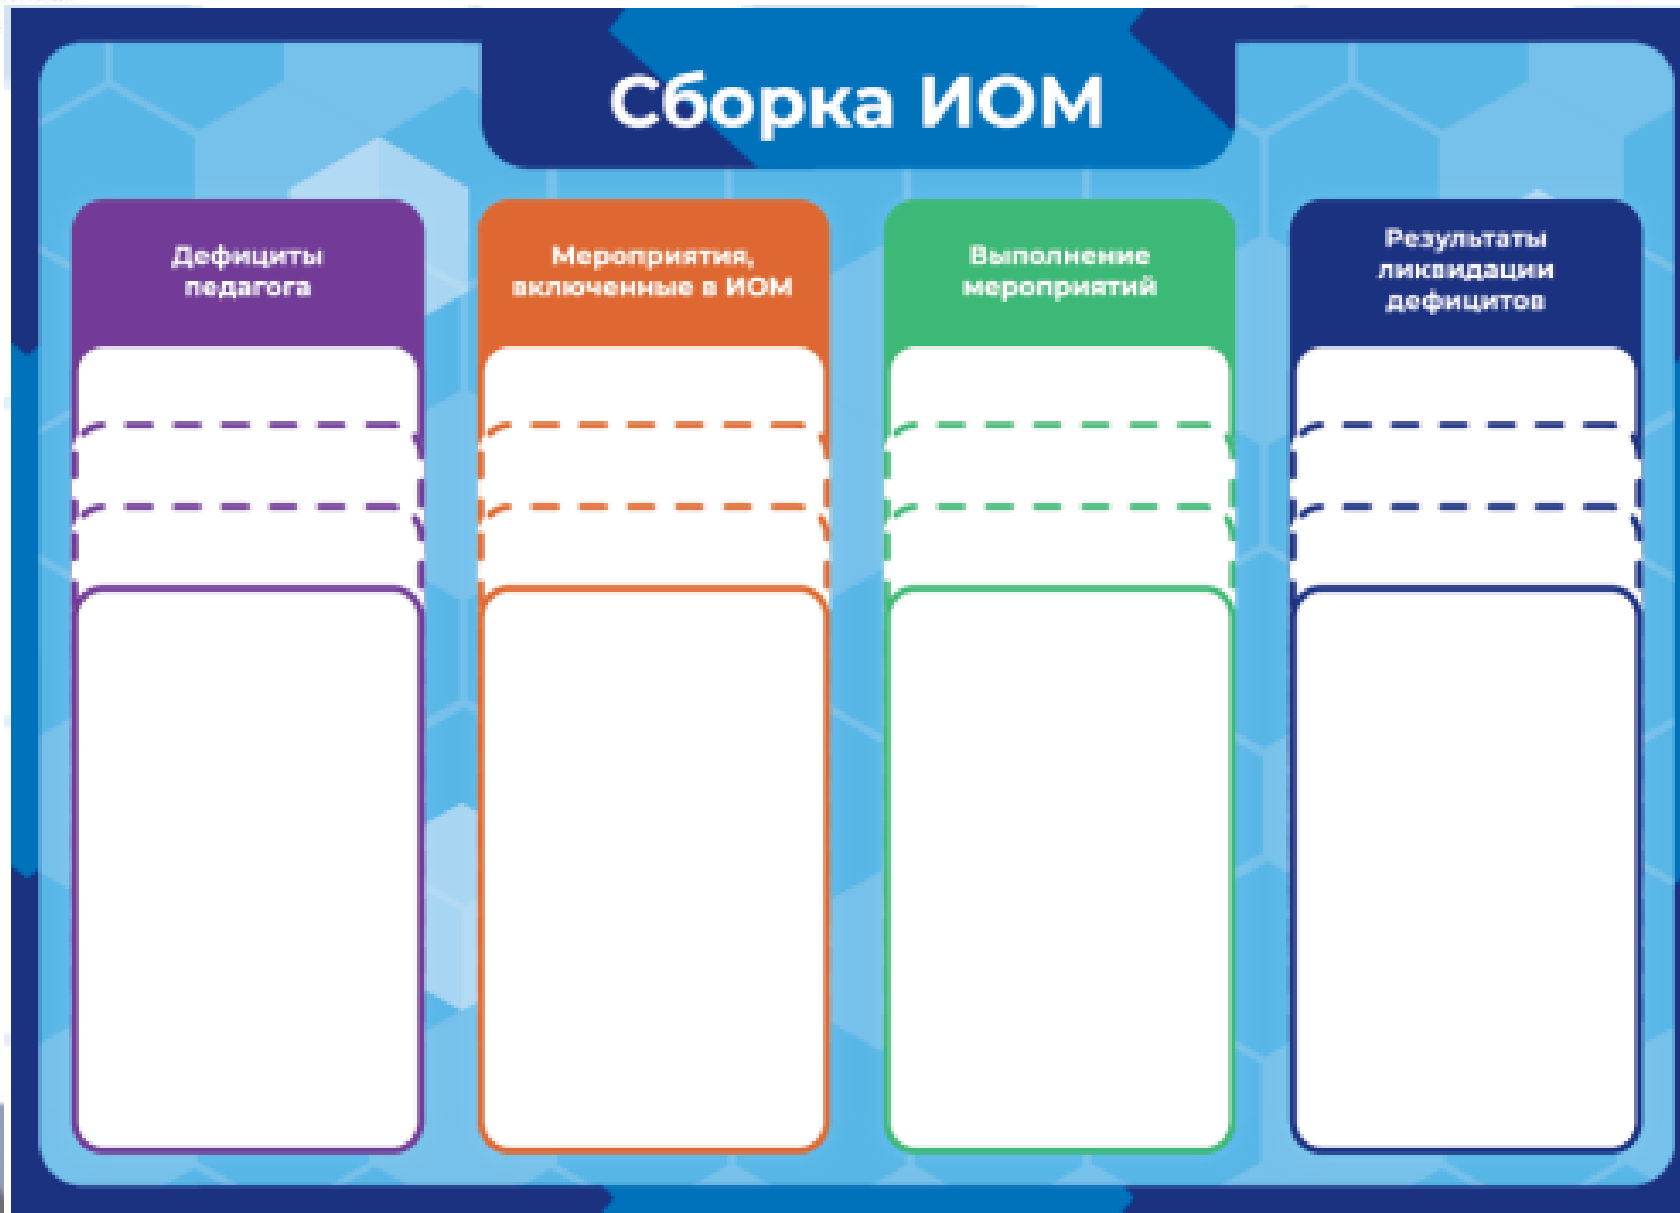 Сборка ИОМ
Дефициты
педагога
Мероприятия,
включенные в ИОМ
Выполнение
мероприятий
Результаты
ликвидации
дефицитов